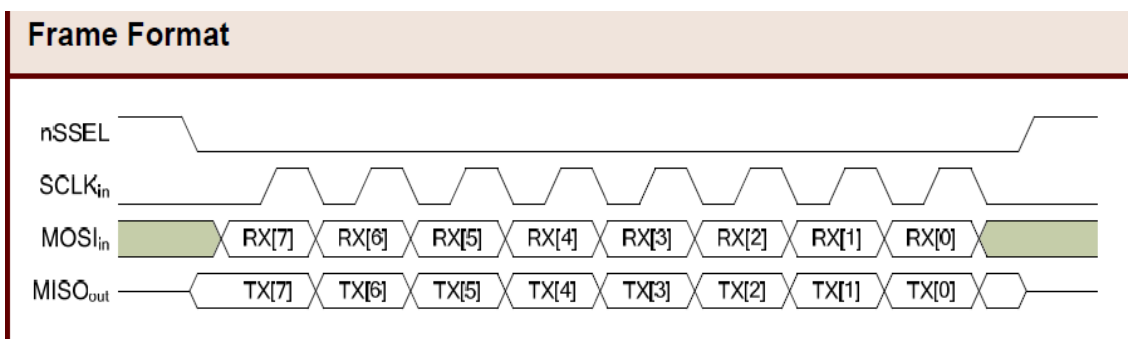 Frame Format
nSSEL
SCLKin
MOSIin RX[7] RX[6] RX[5] RX[4] RX[3] RX[2] RX[1] RX[0]
MISOout TX[7] TX[6] TX[5] TX[4] TX[3] TX[2] TX[1] TX[0]